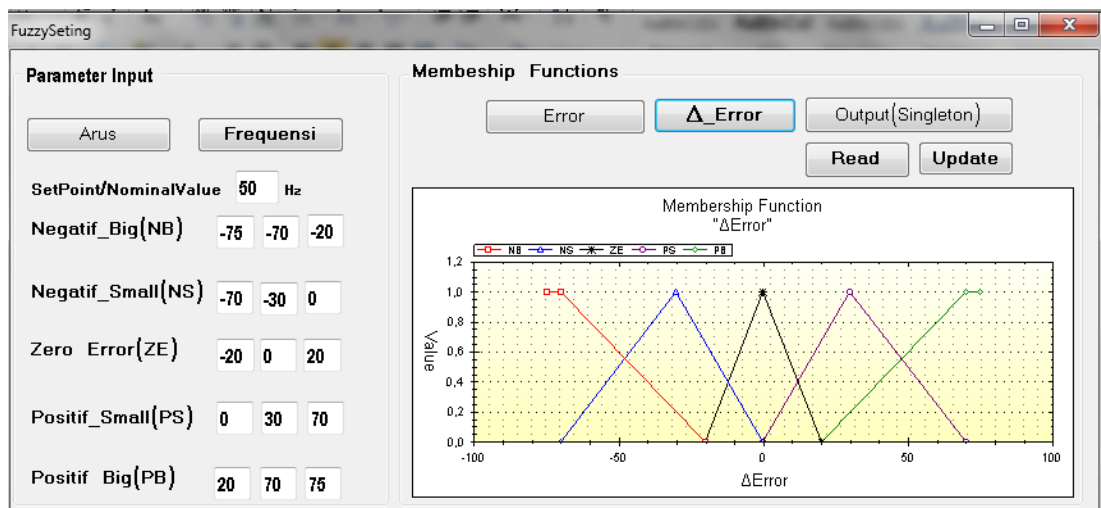 FuzzySeting
Parameter Input
Arus
Frequensi
SetPoint/NominalValue 50 Hz
Negatif_Big(NB) -75 -70 -20
Negatif_Small(NS) -70 -30 0
Zero Error(ZE) -20 0 20
Positif_Small(PS) 0 30 70
Positif Big(PB) 20 70 75
Membeship Functions
Error
Δ_Error
Output(Singleton)
Read
Update
Membership Function
"ΔError"
NB NS ZE PS PB
1,2
1,0
0,8
0,6
0,4
0,2
0,0
Value
-100 -50 0 50 100
ΔError